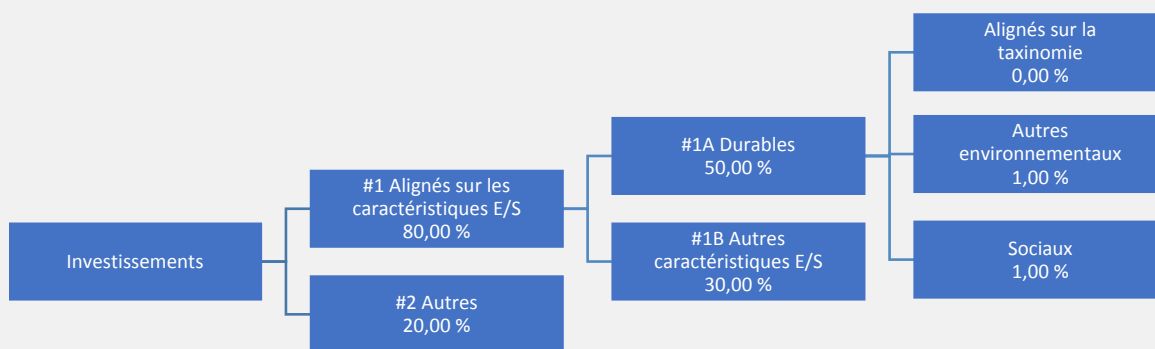 Investissements
#1 Alignés sur les
caractéristiques E/S
80,00 %
#2 Autres
20,00 %
#1A Durables
50,00 %
#1B Autres
caractéristiques E/S
30,00 %
Alignés sur la
taxinomie
0,00 %
Autres
environnementaux
1,00 %
Sociaux
1,00 %